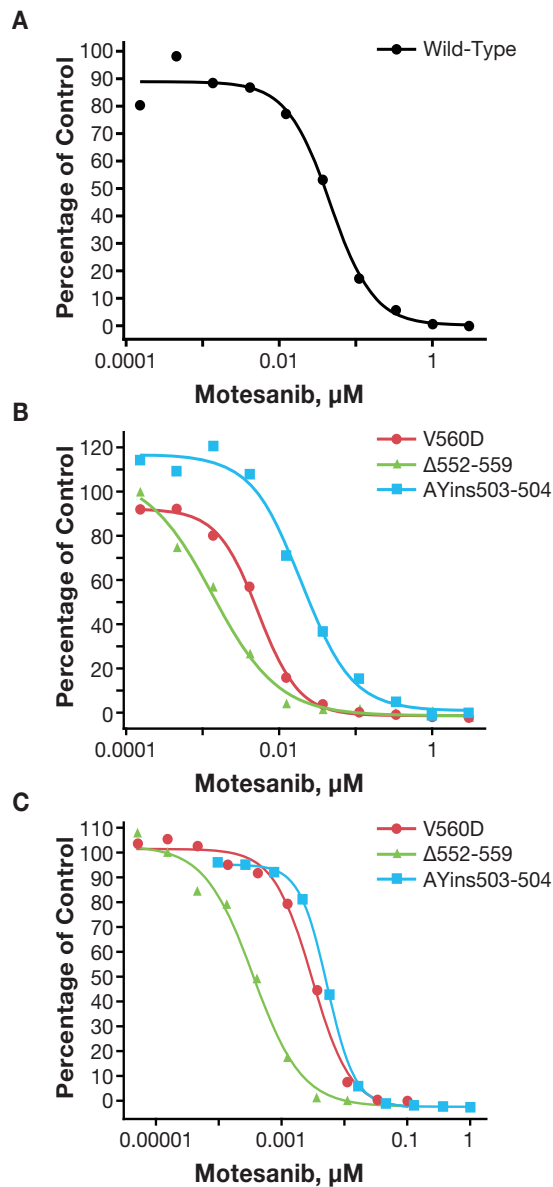 A
Percentage of Control
100
90
80
70
60
50
40
30
20
10
0
Wild-Type
0.0001
0.01
1
Motesanib, µM
B
Percentage of Control
120
100
80
60
40
20
0
V560D
Δ552-559
AYins503-504
0.0001
0.01
1
Motesanib, µM
C
Percentage of Control
110
100
90
80
70
60
50
40
30
20
10
0
V560D
Δ552-559
AYins503-504
0.00001
0.001
0.1
1
Motesanib, µM